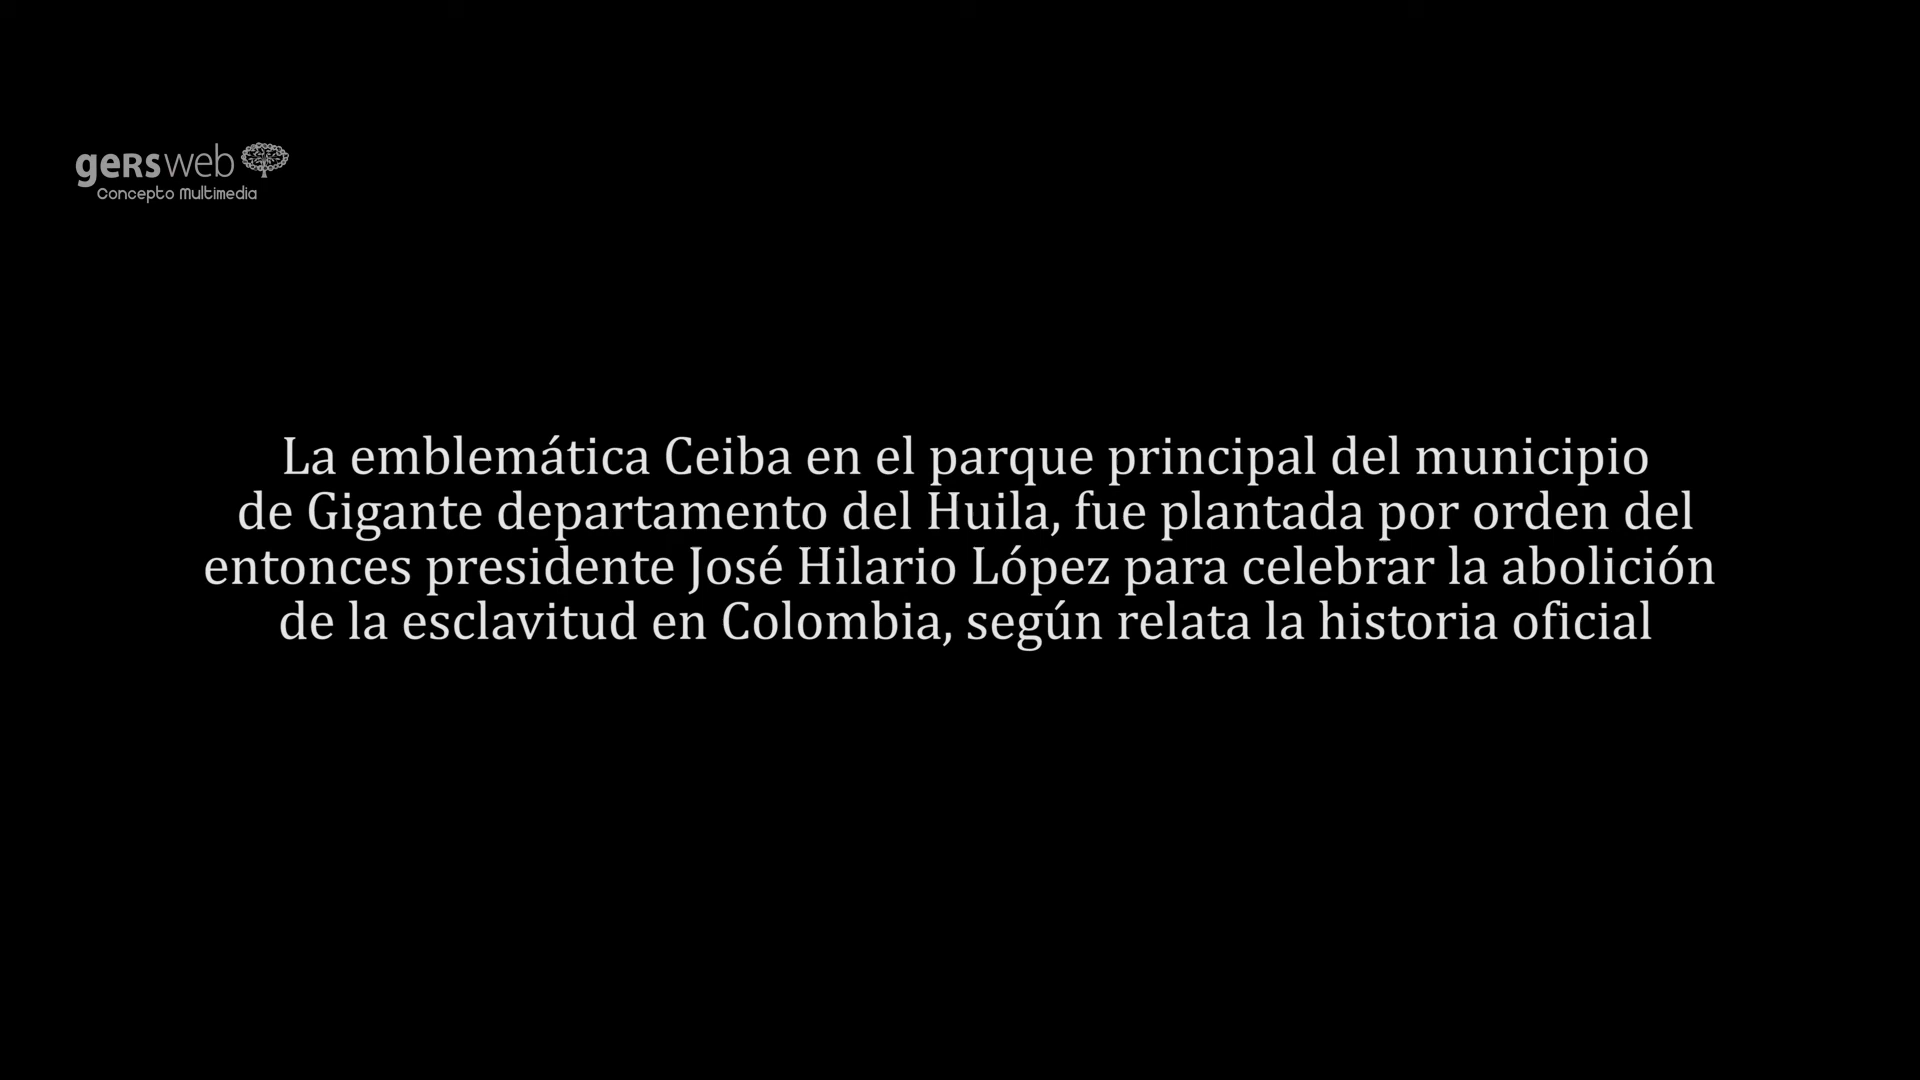 gersweb
Concepto Multimedia
La emblemática Ceiba en el parque principal del municipio
de Gigante departamento del Huila, fue plantada por orden del
entonces presidente José Hilario López para celebrar la abolición
de la esclavitud en Colombia, según relata la historia oficial